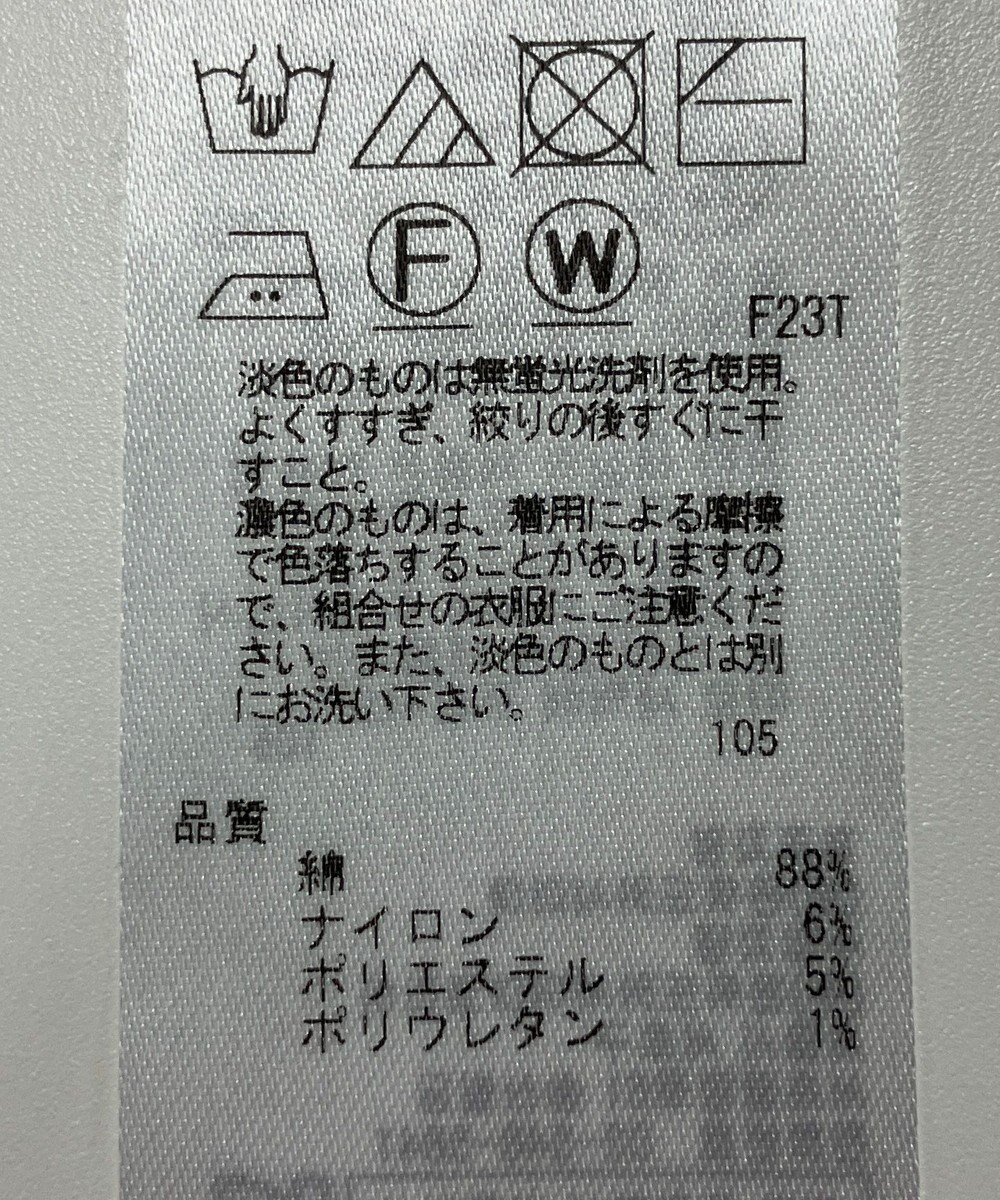 F W
F23T
淡色のものは無蛍光洗剤を使用。
よくすすぎ、絞りの後すぐに干
すこと。
濃色のものは、着用による摩擦
で色落ちすることがありますの
で、組合せの衣服にご注意くだ
さい。また、淡色のものとは別
にお洗い下さい。
105
品質
綿 88%
ナイロン 6%
ポリエステル 5%
ポリウレタン 1%